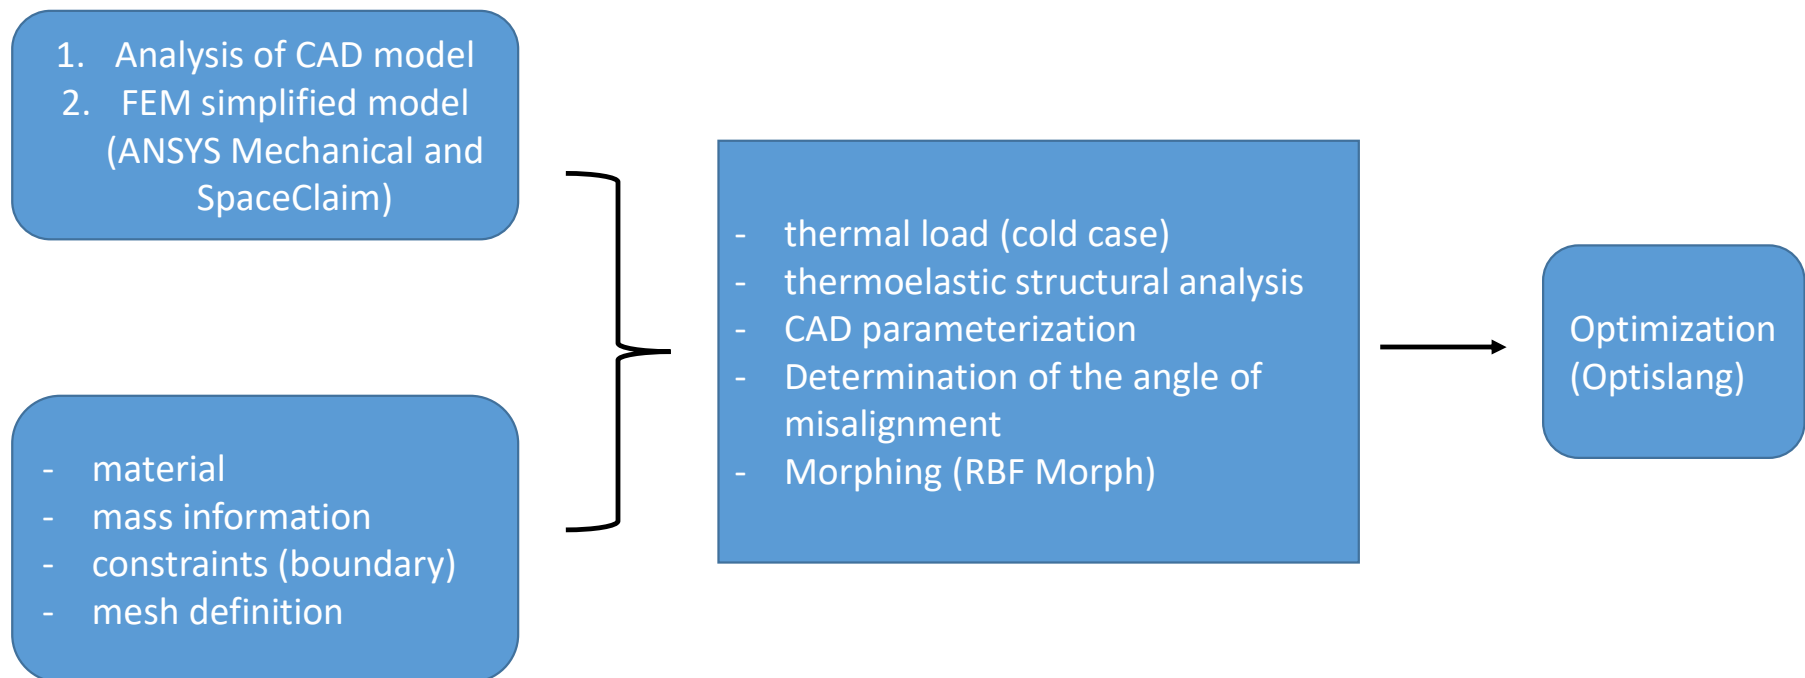 1. Analysis of CAD model
2. FEM simplified model
(ANSYS Mechanical and
SpaceClaim)
- material
- mass information
- constraints (boundary)
- mesh definition
- thermal load (cold case)
- thermoelastic structural analysis
- CAD parameterization
- Determination of the angle of
misalignment
- Morphing (RBF Morph)
Optimization
(Optislang)